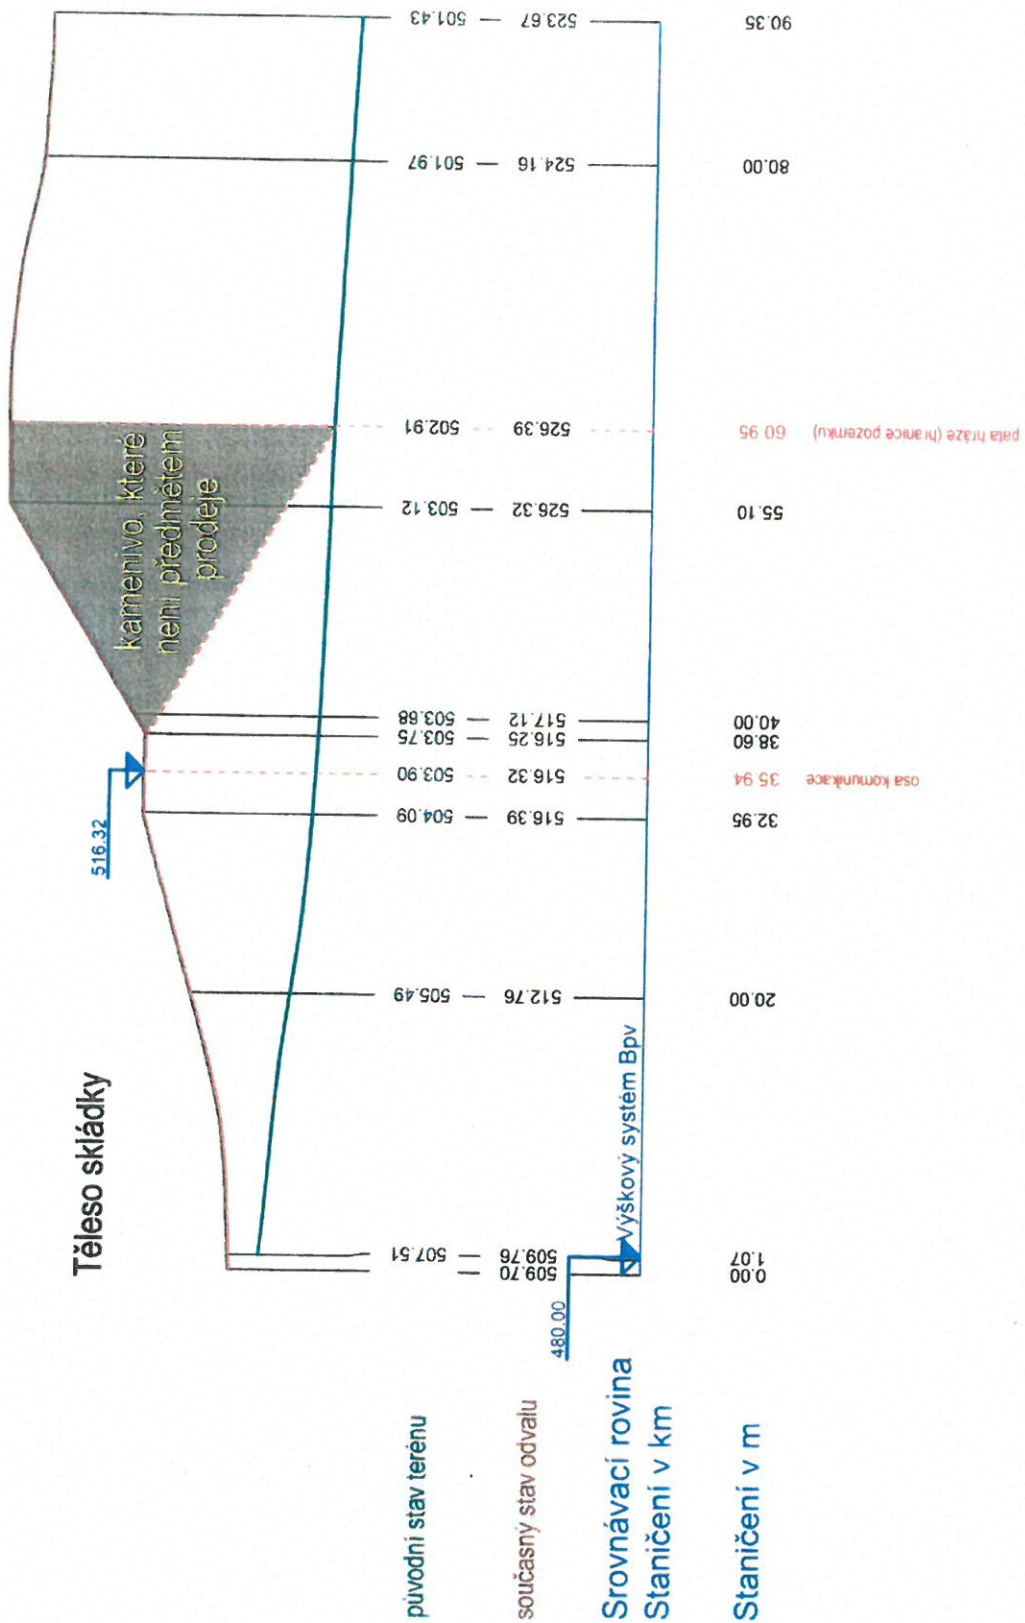 Těleso skládky
516.32
kamenivo, které
není předmětem
prodeje
původní stav terénu
507.51
505.49
504.09
503.90
503.75
503.68
503.12
502.91
501.97
501.43
současný stav odvalu
509.70
509.76
512.76
516.39
516.32
516.25
517.12
526.32
526.39
524.16
523.67
480.00
Výškový systém Bpv
Srovnávací rovina
Staničení v km
Staničení v m
0.00
1.07
20.00
32.95
35 94
38.60
40.00
55.10
60 95
80.00
90.35
osa komunikace
pata hráze (hranice pozemku)